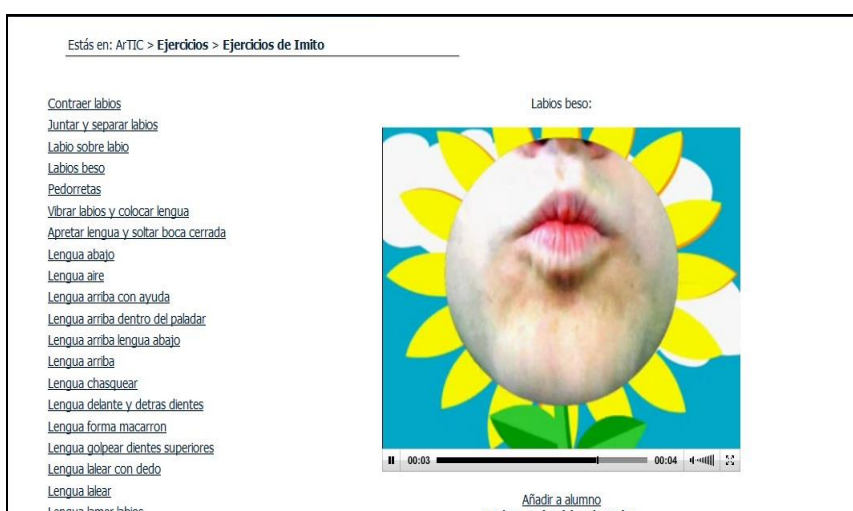 Estás en: ArTIC > Ejercicios > Ejercicios de Imito
Contraer labios
Juntar y separar labios
Labio sobre labio
Labios beso
Pedorretas
Vibrar labios y colocar lengua
Apretar lengua y soltar boca cerrada
Lengua abajo
Lengua aire
Lengua arriba con ayuda
Lengua arriba dentro del paladar
Lengua arriba lengua abajo
Lengua arriba
Lengua chasquear
Lengua delante y detras dientes
Lengua forma macarron
Lengua golpear dientes superiores
Lengua lalear con dedo
Lengua lalear
Lengua lamer labios
Labios beso:
00:03 00:04
Añadir a alumno